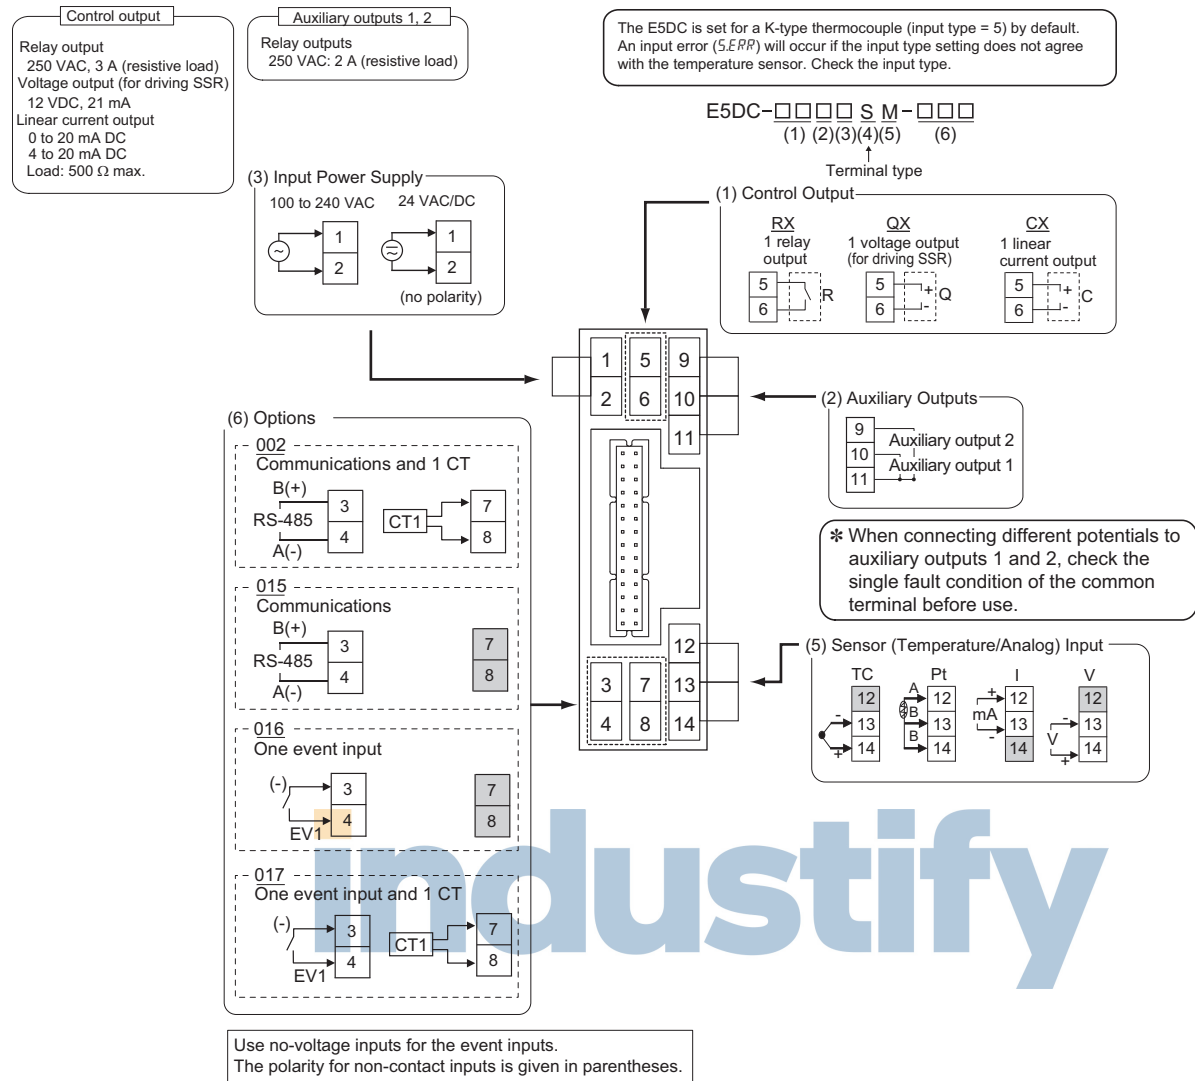 Control output
Relay output
250 VAC, 3 A (resistive load)
Voltage output (for driving SSR)
12 VDC, 21 mA
Linear current output
0 to 20 mA DC
4 to 20 mA DC
Load: 500 Ω max.
Auxiliary outputs 1, 2
Relay outputs
250 VAC: 2 A (resistive load)
The E5DC is set for a K-type thermocouple (input type = 5) by default.
An input error (S.ERR) will occur if the input type setting does not agree
with the temperature sensor. Check the input type.
E5DC-□□□□ S M-□□□
(1) (2)(3)(4)(5) (6)
Terminal type
(3) Input Power Supply
100 to 240 VAC 24 VAC/DC
1 1
2 2
(no polarity)
(1) Control Output
RX QX CX
1 relay
output
1 voltage output
(for driving SSR)
1 linear
current output
5 R
6
5 + Q
6 -
5 + C
6 -
1 5 9
2 6 10
11
(2) Auxiliary Outputs
9
Auxiliary output 2
10
Auxiliary output 1
11
✻ When connecting different potentials to
auxiliary outputs 1 and 2, check the
single fault condition of the common
terminal before use.
12
3 7 13
4 8 14
(5) Sensor (Temperature/Analog) Input
TC Pt I V
12 A 12 + 12 12
- 13 B 13 mA 13 - 13
+ 14 B 14 - 14 V + 14
(6) Options
002
Communications and 1 CT
B(+)
RS-485
A(-)
3
4
CT1
7
8
015
Communications
B(+)
RS-485
A(-)
3
4
7
8
016
One event input
(-)
EV1
3
4
7
8
017
One event input and 1 CT
(-)
EV1
3
4
CT1
7
8
industify
Use no-voltage inputs for the event inputs.
The polarity for non-contact inputs is given in parentheses.